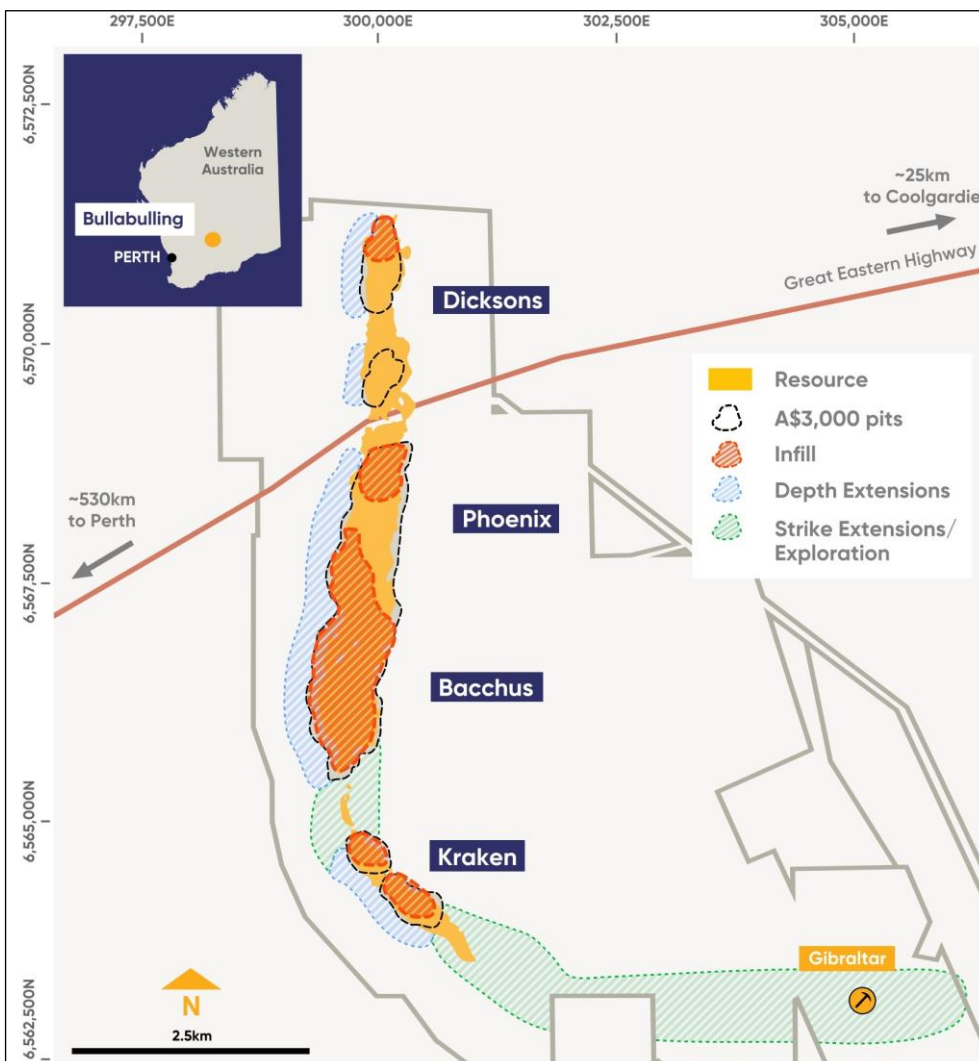 297,500E
300,000E
302,500E
305,000E
6,572,500N
6,570,000N
6,567,500N
6,565,000N
6,562,500N
Western
Australia
Bullabulling
PERTH
~25km
to Coolgardie
Great Eastern Highway
Dicksons
Resource
A$3,000 pits
Infill
Depth Extensions
Strike Extensions/
Exploration
~530km
to Perth
Phoenix
Bacchus
Kraken
Gibraltar
N
2.5km